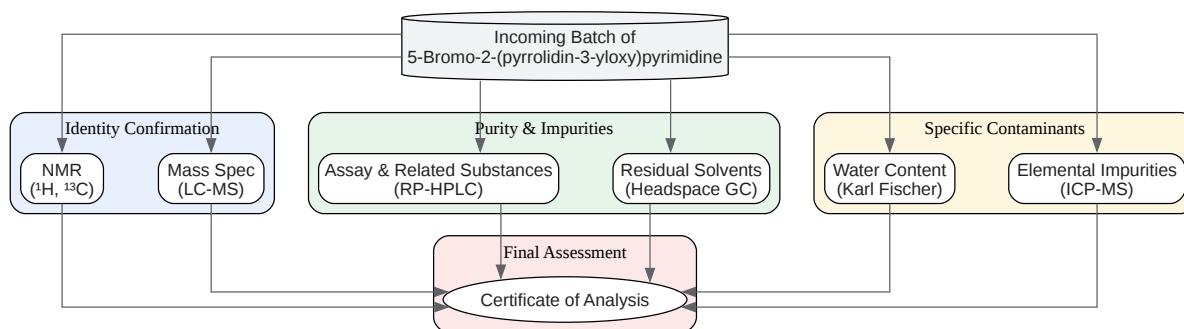 Incoming Batch of
5-Bromo-2-(pyrrolidin-3-yloxy)pyrimidine
Identity Confirmation
NMR
(¹H, ¹³C)
Mass Spec
(LC-MS)
Purity & Impurities
Assay & Related Substances
(RP-HPLC)
Residual Solvents
(Headspace GC)
Specific Contaminants
Water Content
(Karl Fischer)
Elemental Impurities
(ICP-MS)
Final Assessment
Certificate of Analysis